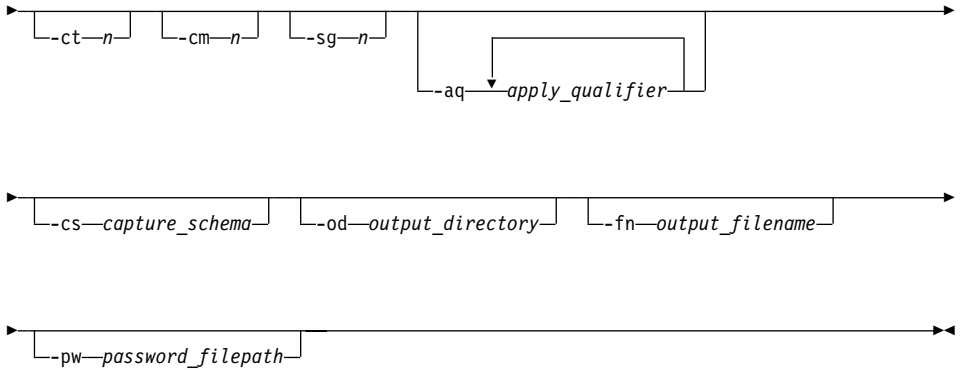 -ct n -cm n -sg n
-aq apply_qualifier
-cs capture_schema -od output_directory -fn output_filename
-pw password_filepath